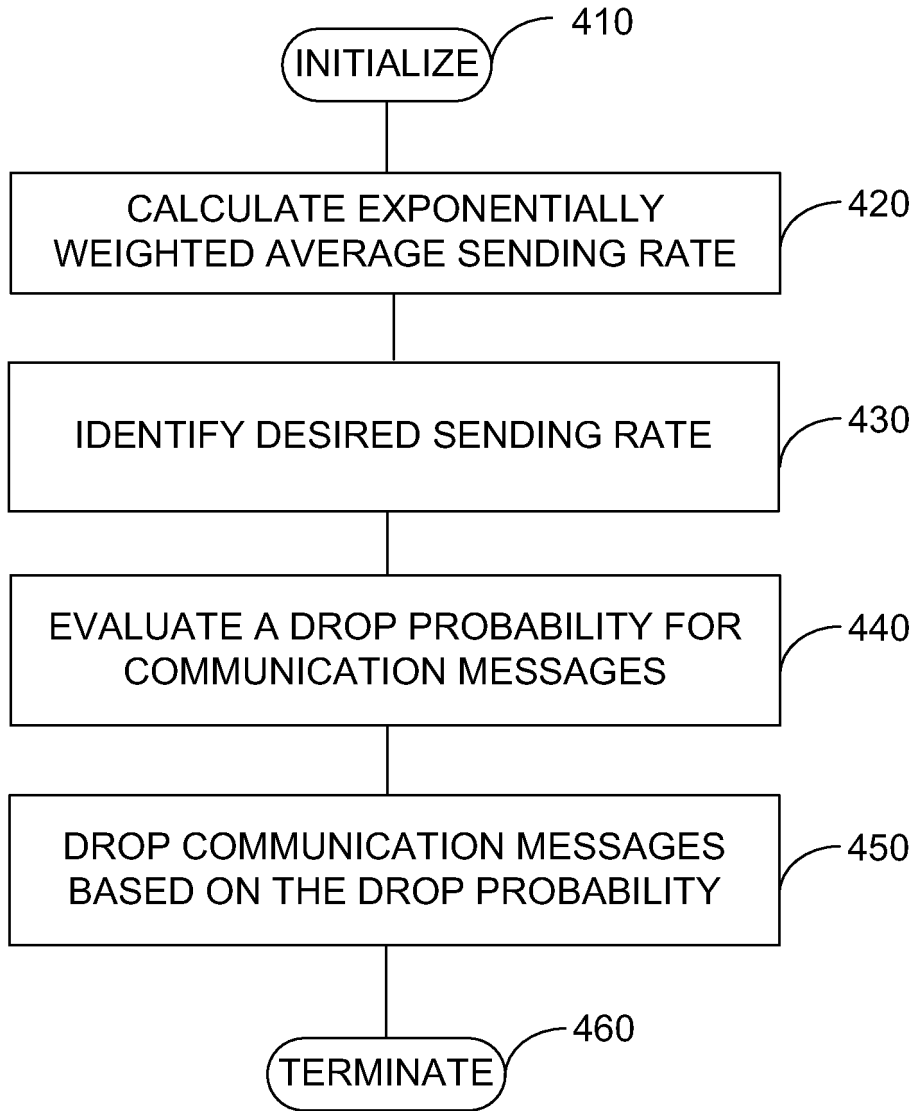 410
INITIALIZE
CALCULATE EXPONENTIALLY
WEIGHTED AVERAGE SENDING RATE
420
IDENTIFY DESIRED SENDING RATE
430
EVALUATE A DROP PROBABILITY FOR
COMMUNICATION MESSAGES
440
DROP COMMUNICATION MESSAGES
BASED ON THE DROP PROBABILITY
450
460
TERMINATE